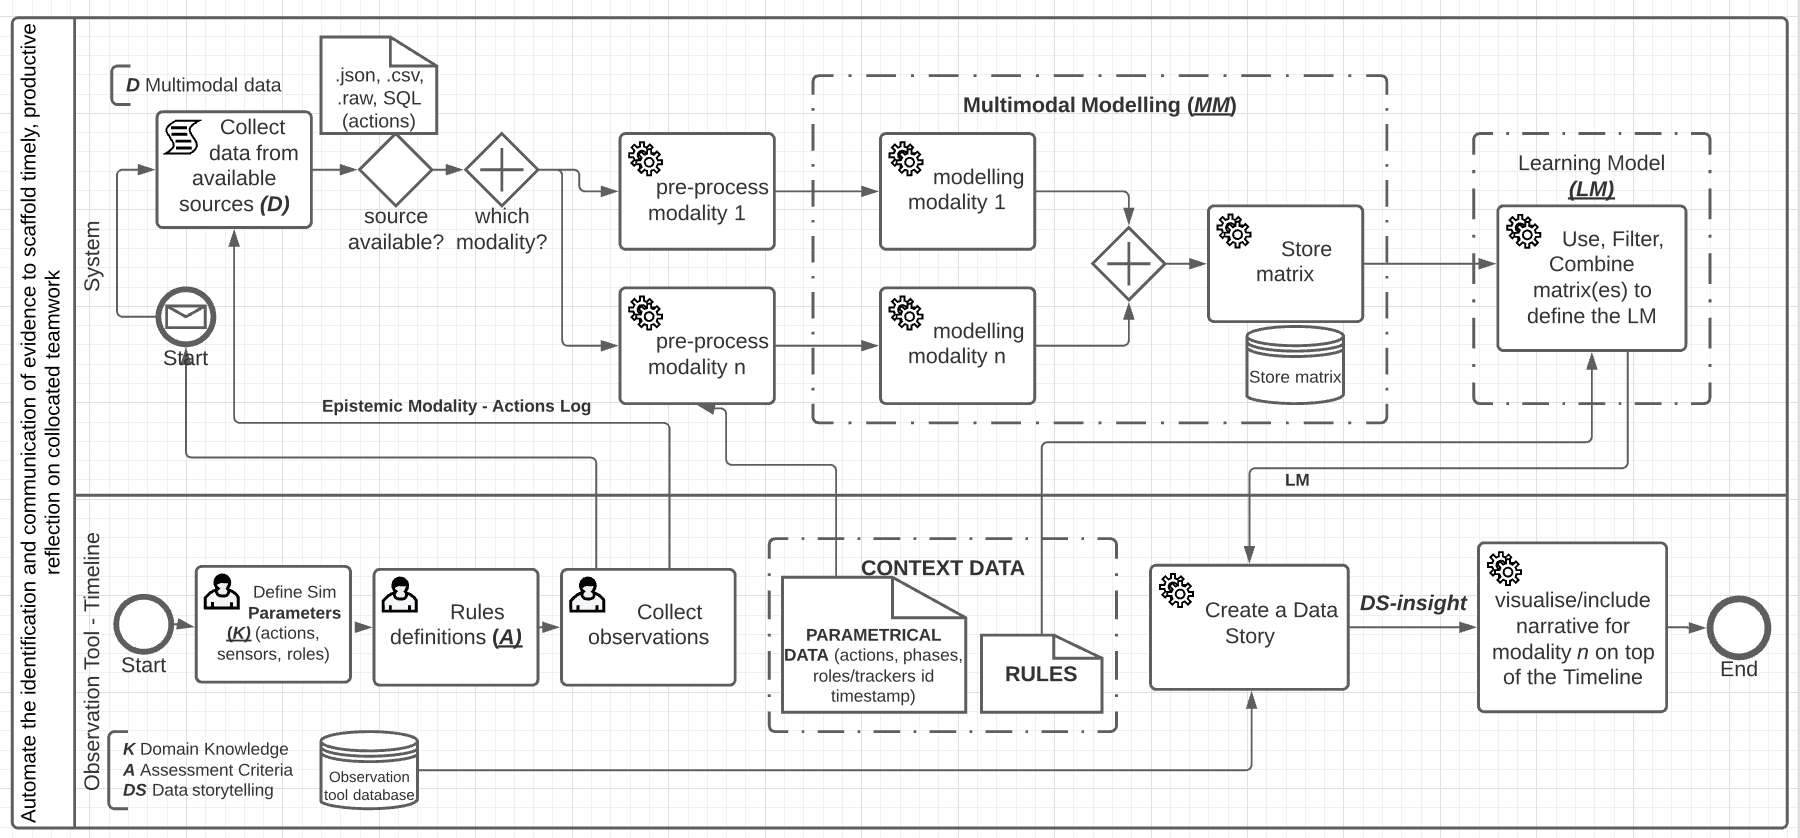 Automate the identification and communication of evidence to scaffold timely, productive
reflection on collocated teamwork
System
D Multimodal data
.json, .csv,
.raw, SQL
(actions)
Collect
data from
available
sources (D)
source
available?
which
modality?
Start
pre-process
modality 1
pre-process
modality n
Multimodal Modelling (MM)
modelling
modality 1
modelling
modality n
Store
matrix
Store matrix
Learning Model
(LM)
Use, Filter,
Combine
matrix(es) to
define the LM
Epistemic Modality - Actions Log
LM
Observation Tool - Timeline
Start
Define Sim
Parameters
(K) (actions,
sensors, roles)
Rules
definitions (A)
Collect
observations
CONTEXT DATA
PARAMETRICAL
DATA (actions, phases,
roles/trackers id
timestamp)
RULES
Create a Data
Story
DS-insight
visualise/include
narrative for
modality n on top
of the Timeline
End
K Domain Knowledge
A Assessment Criteria
DS Data storytelling
Observation
tool database